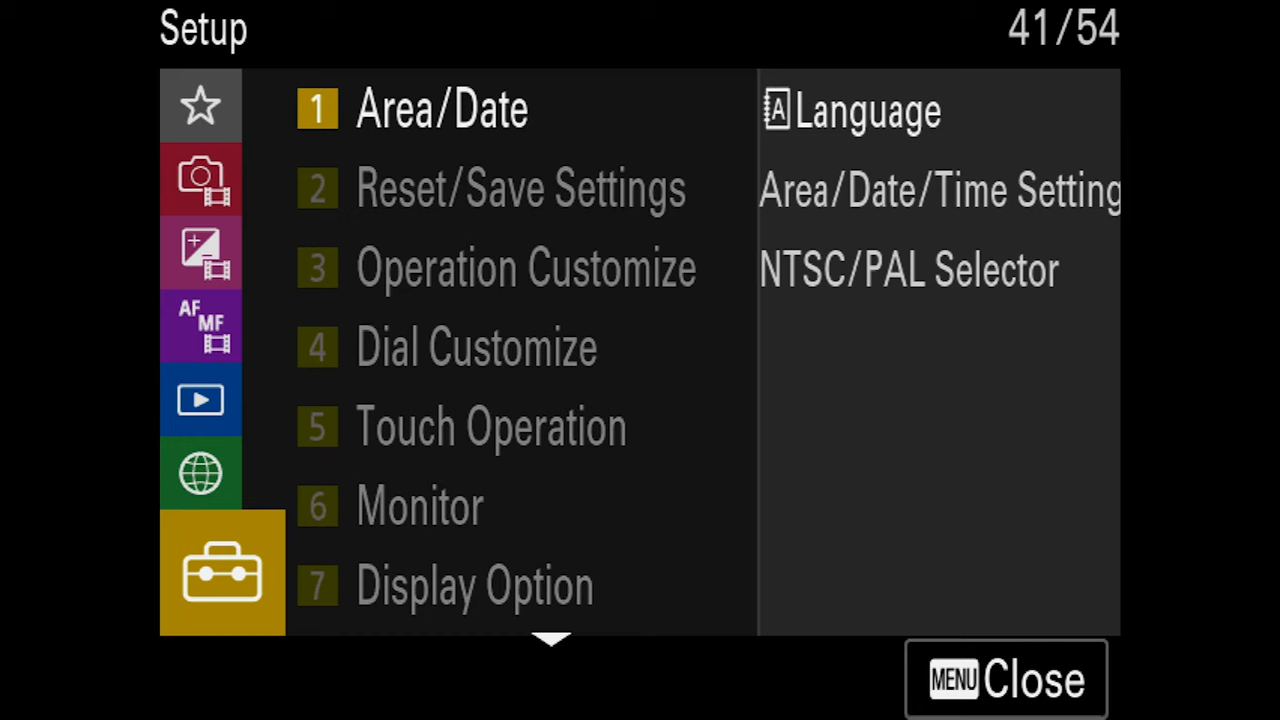 Setup 41/54
1 Area/Date
2 Reset/Save Settings
3 Operation Customize
4 Dial Customize
5 Touch Operation
6 Monitor
7 Display Option
A Language
Area/Date/Time Setting
NTSC/PAL Selector
AF
MF
MENU Close